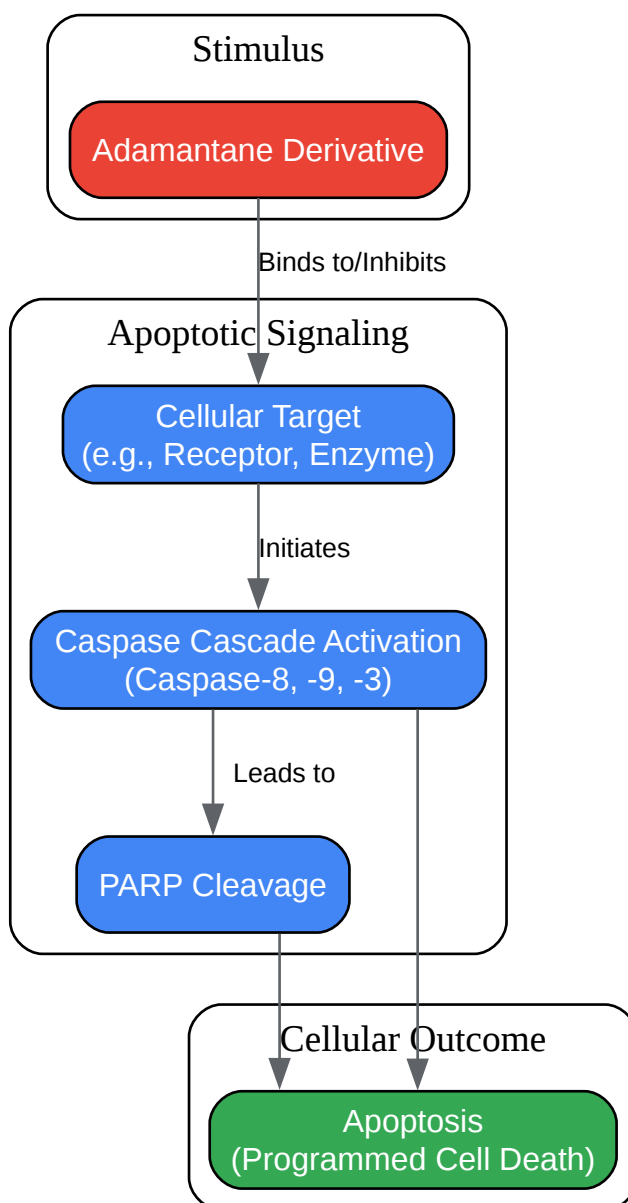 Stimulus
Adamantane Derivative
Binds to/Inhibits
Apoptotic Signaling
Cellular Target
(e.g., Receptor, Enzyme)
Initiates
Caspase Cascade Activation
(Caspase-8, -9, -3)
Leads to
PARP Cleavage
Cellular Outcome
Apoptosis
(Programmed Cell Death)